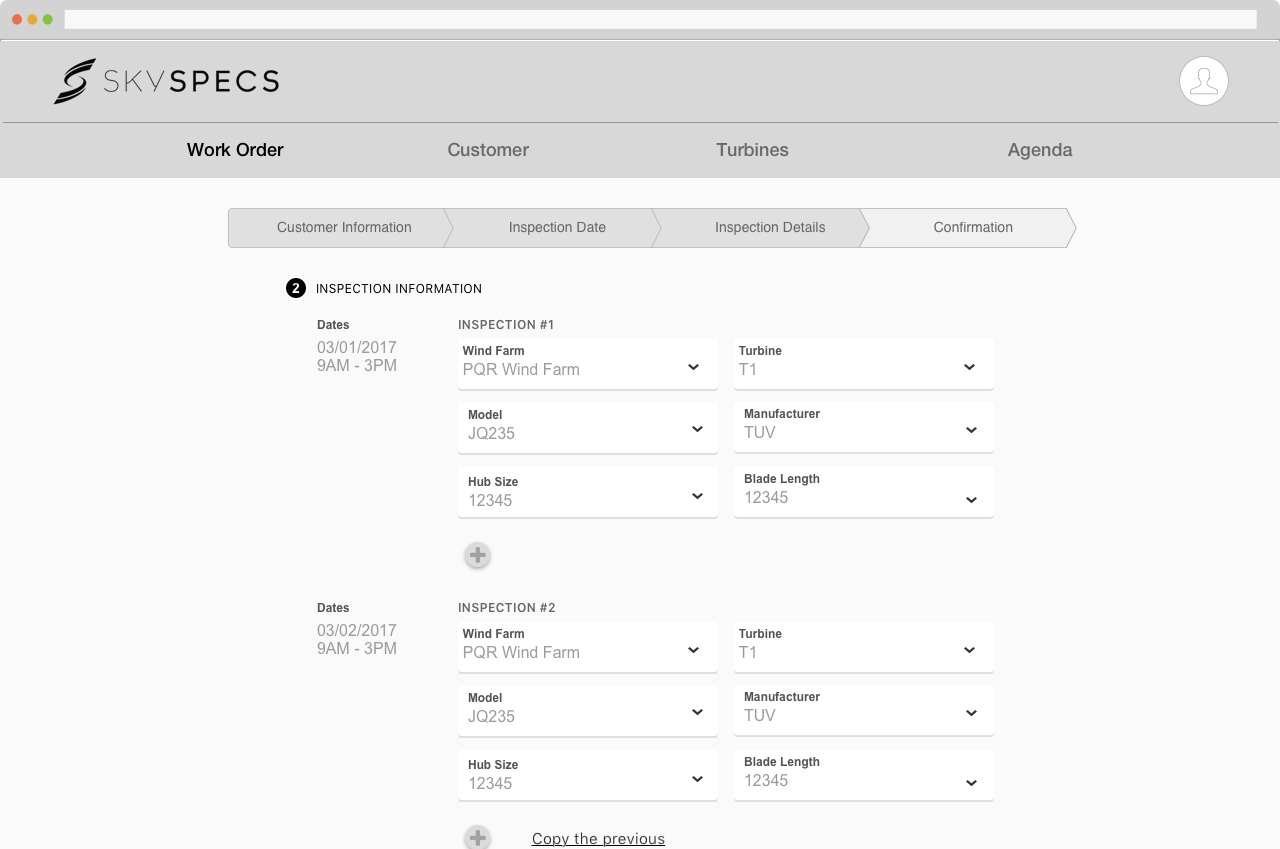 SKYSPECS
Work Order Customer Turbines Agenda
Customer Information Inspection Date Inspection Details Confirmation
2 INSPECTION INFORMATION
Dates INSPECTION #1
03/01/2017
9AM - 3PM
Wind Farm Turbine
PQR Wind Farm T1
Model Manufacturer
JQ235 TUV
Hub Size Blade Length
12345 12345
Dates INSPECTION #2
03/02/2017
9AM - 3PM
Wind Farm Turbine
PQR Wind Farm T1
Model Manufacturer
JQ235 TUV
Hub Size Blade Length
12345 12345
Copy the previous